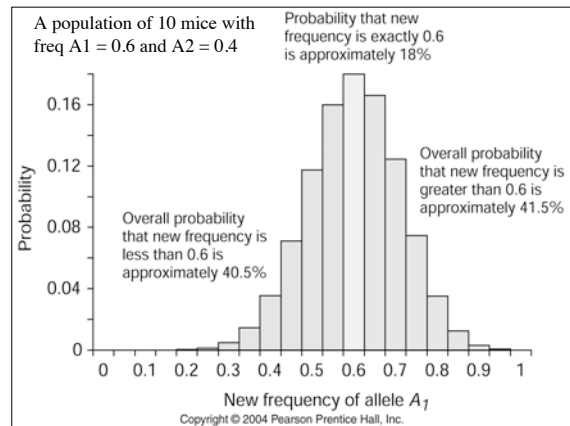 A population of 10 mice with
freq A1 = 0.6 and A2 = 0.4
Probability that new
frequency is exactly 0.6
is approximately 18%
Overall probability
that new frequency is
greater than 0.6 is
approximately 41.5%
Overall probability
that new frequency is
less than 0.6 is
approximately 40.5%
Probability
0.16
0.12
0.08
0.04
0
0 0.1 0.2 0.3 0.4 0.5 0.6 0.7 0.8 0.9 1
New frequency of allele A1
Copyright © 2004 Pearson Prentice Hall, Inc.